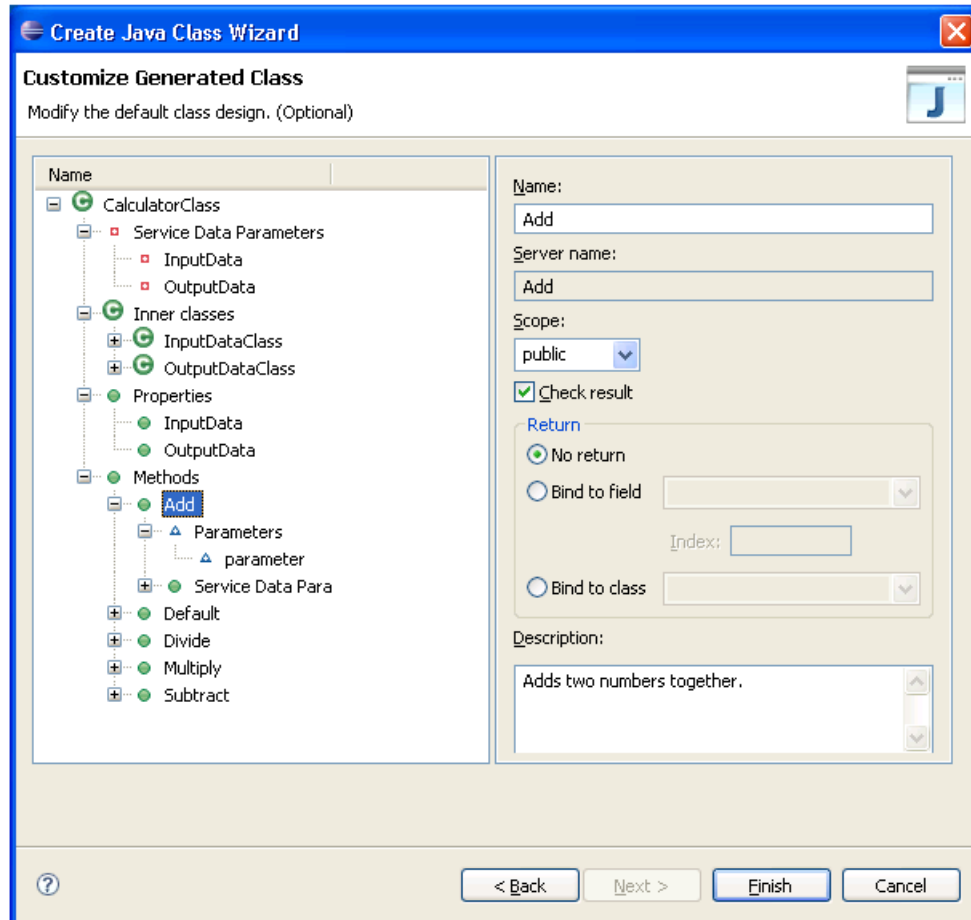 Create Java Class Wizard
Customize Generated Class
Modify the default class design. (Optional)
Name
CalculatorClass
Service Data Parameters
InputData
OutputData
Inner classes
InputDataClass
OutputDataClass
Properties
InputData
OutputData
Methods
Add
Parameters
parameter
Service Data Para
Default
Divide
Multiply
Subtract
Name:
Add
Server name:
Add
Scope:
public
Check result
Return
No return
Bind to field
Index:
Bind to class
Description:
Adds two numbers together.
< Back
Next >
Finish
Cancel